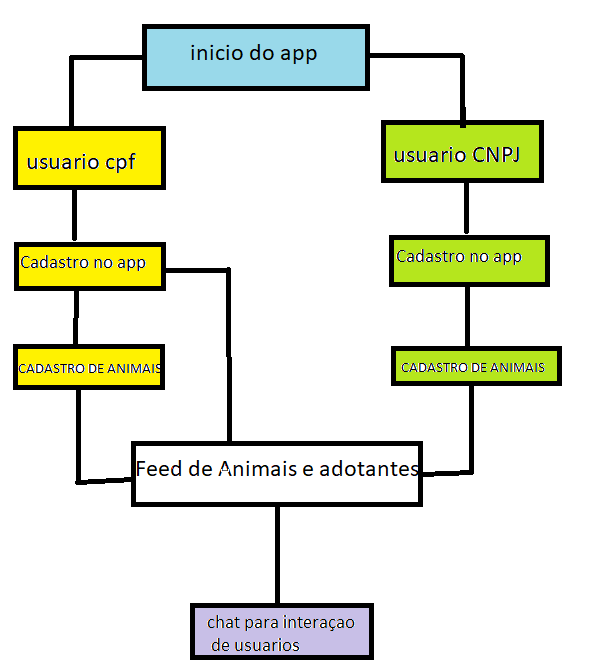 inicio do app
usuario cpf
usuario CNPJ
Cadastro no app
Cadastro no app
CADASTRO DE ANIMAIS
CADASTRO DE ANIMAIS
Feed de Animais e adotantes
chat para interaçao
de usuarios